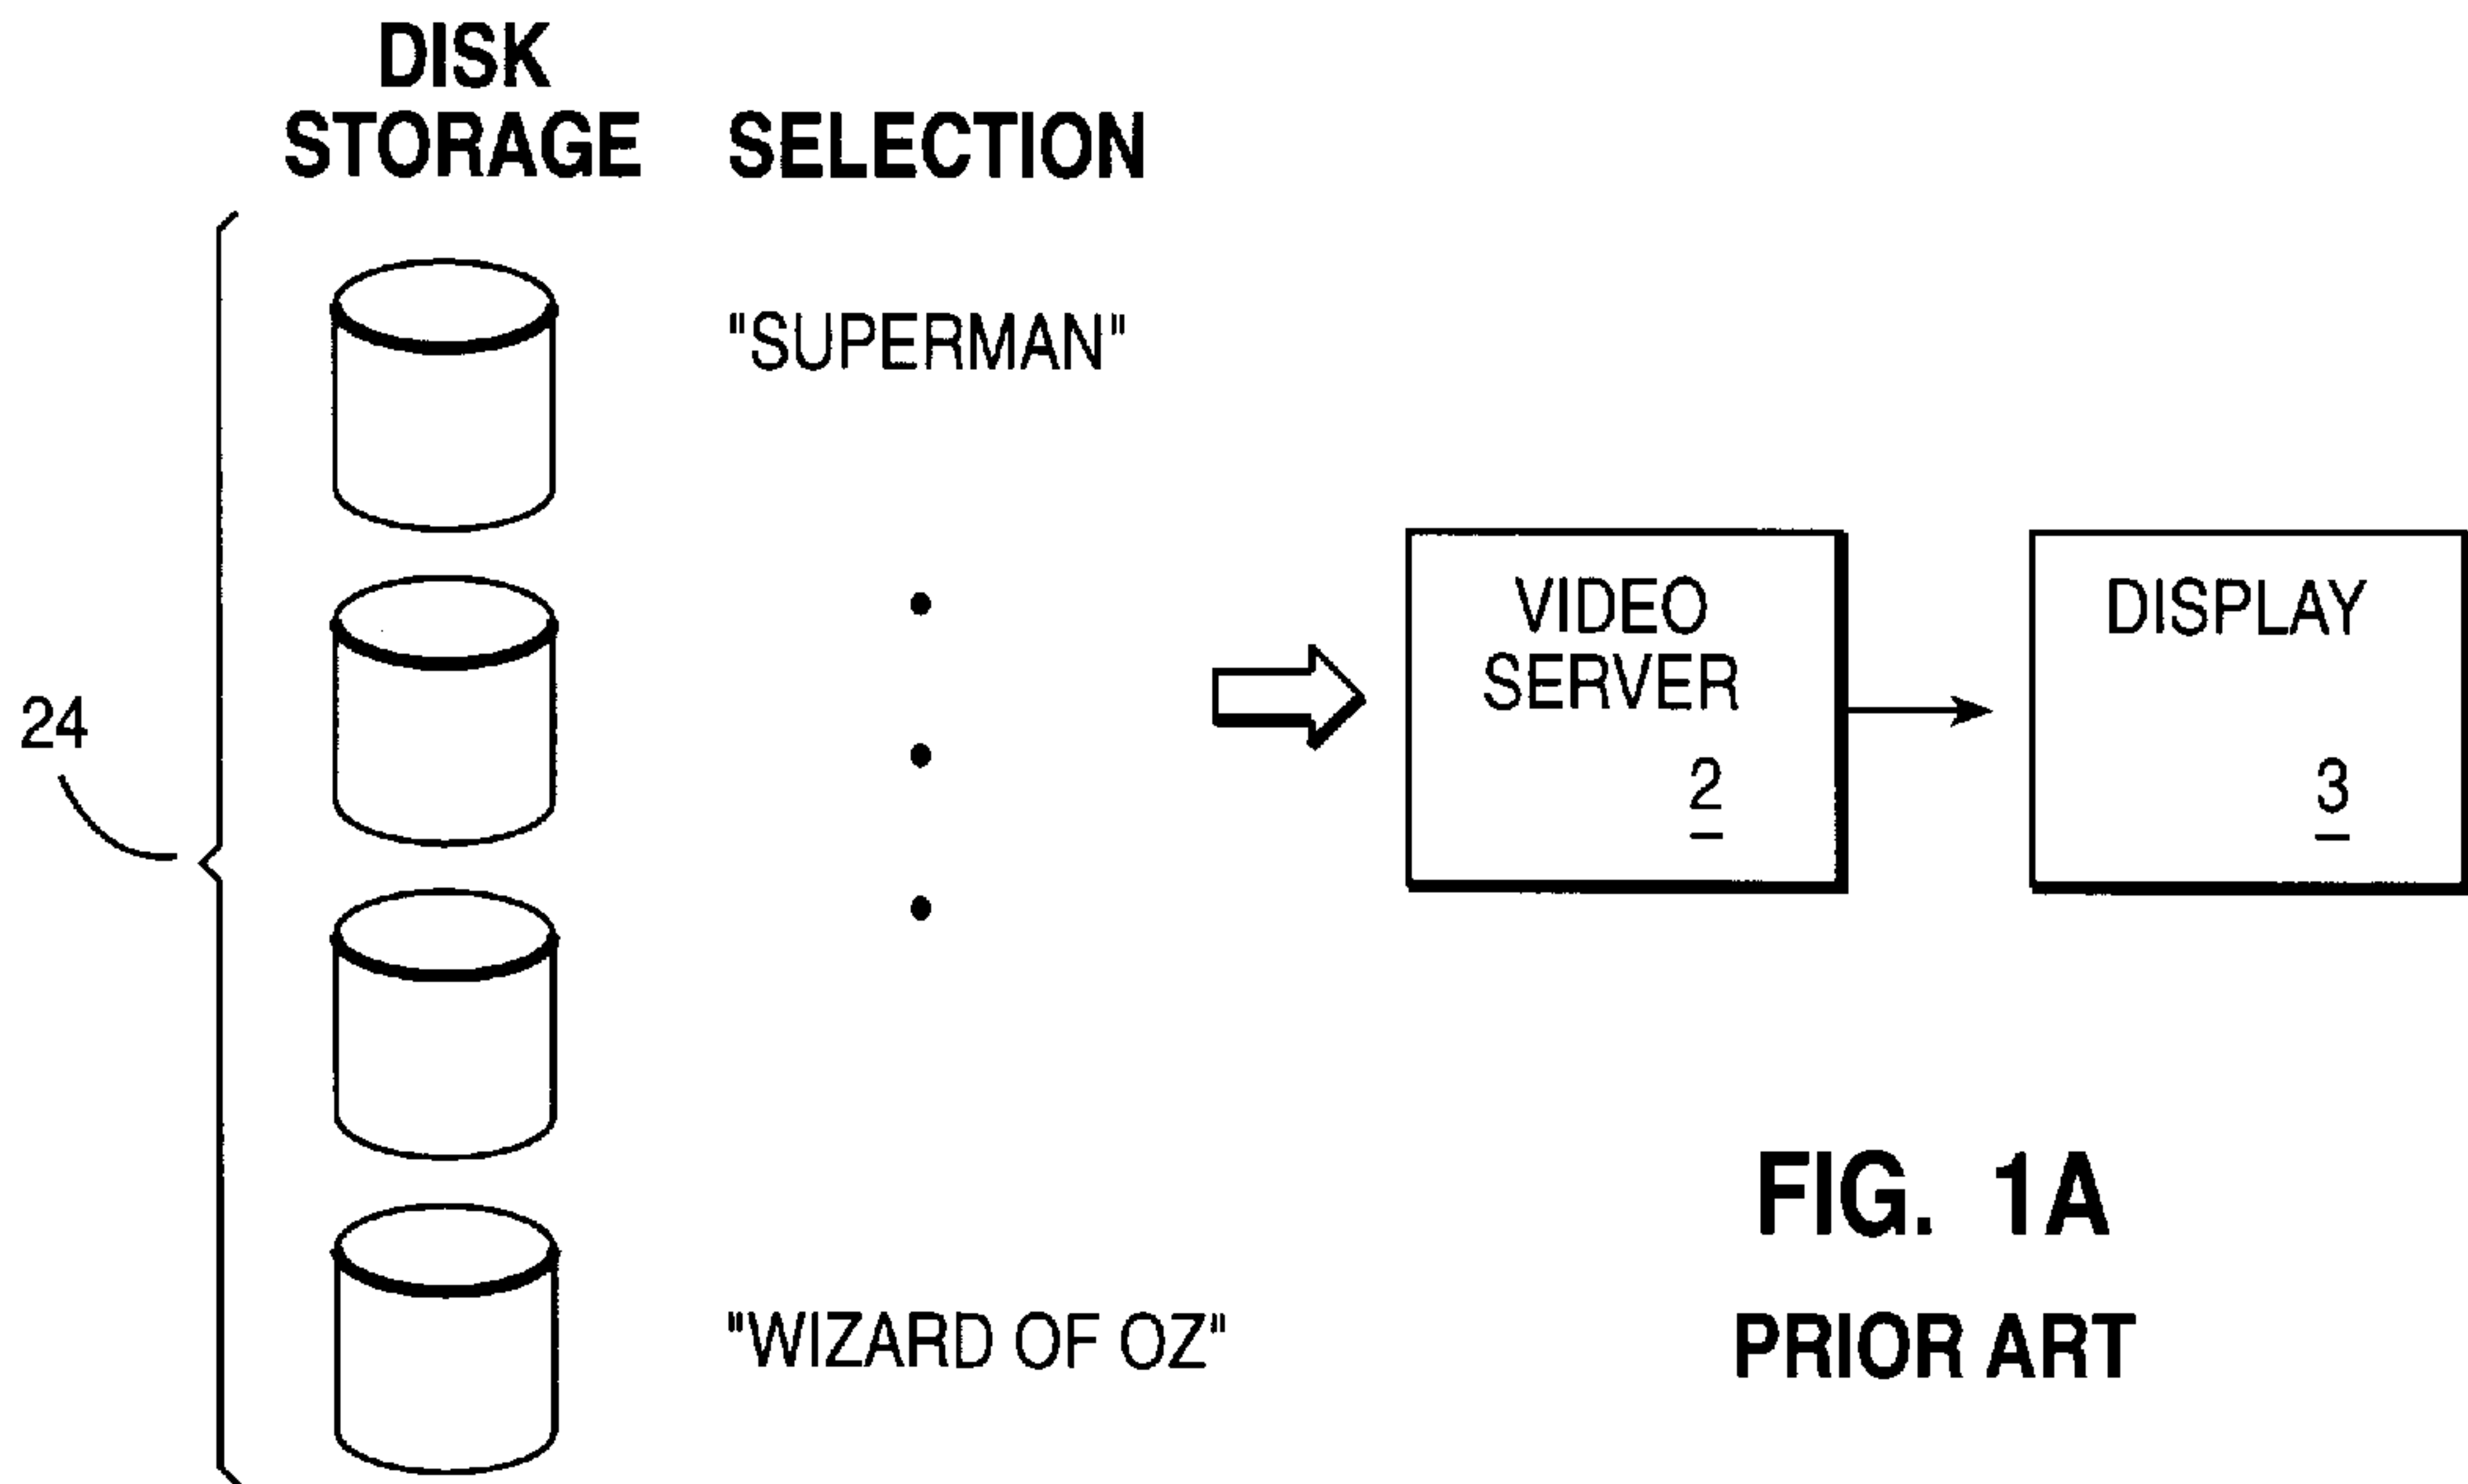 DISK
STORAGE
SELECTION
"SUPERMAN"
24
VIDEO
SERVER
2
DISPLAY
3
"WIZARD OF OZ"
FIG. 1A
PRIOR ART